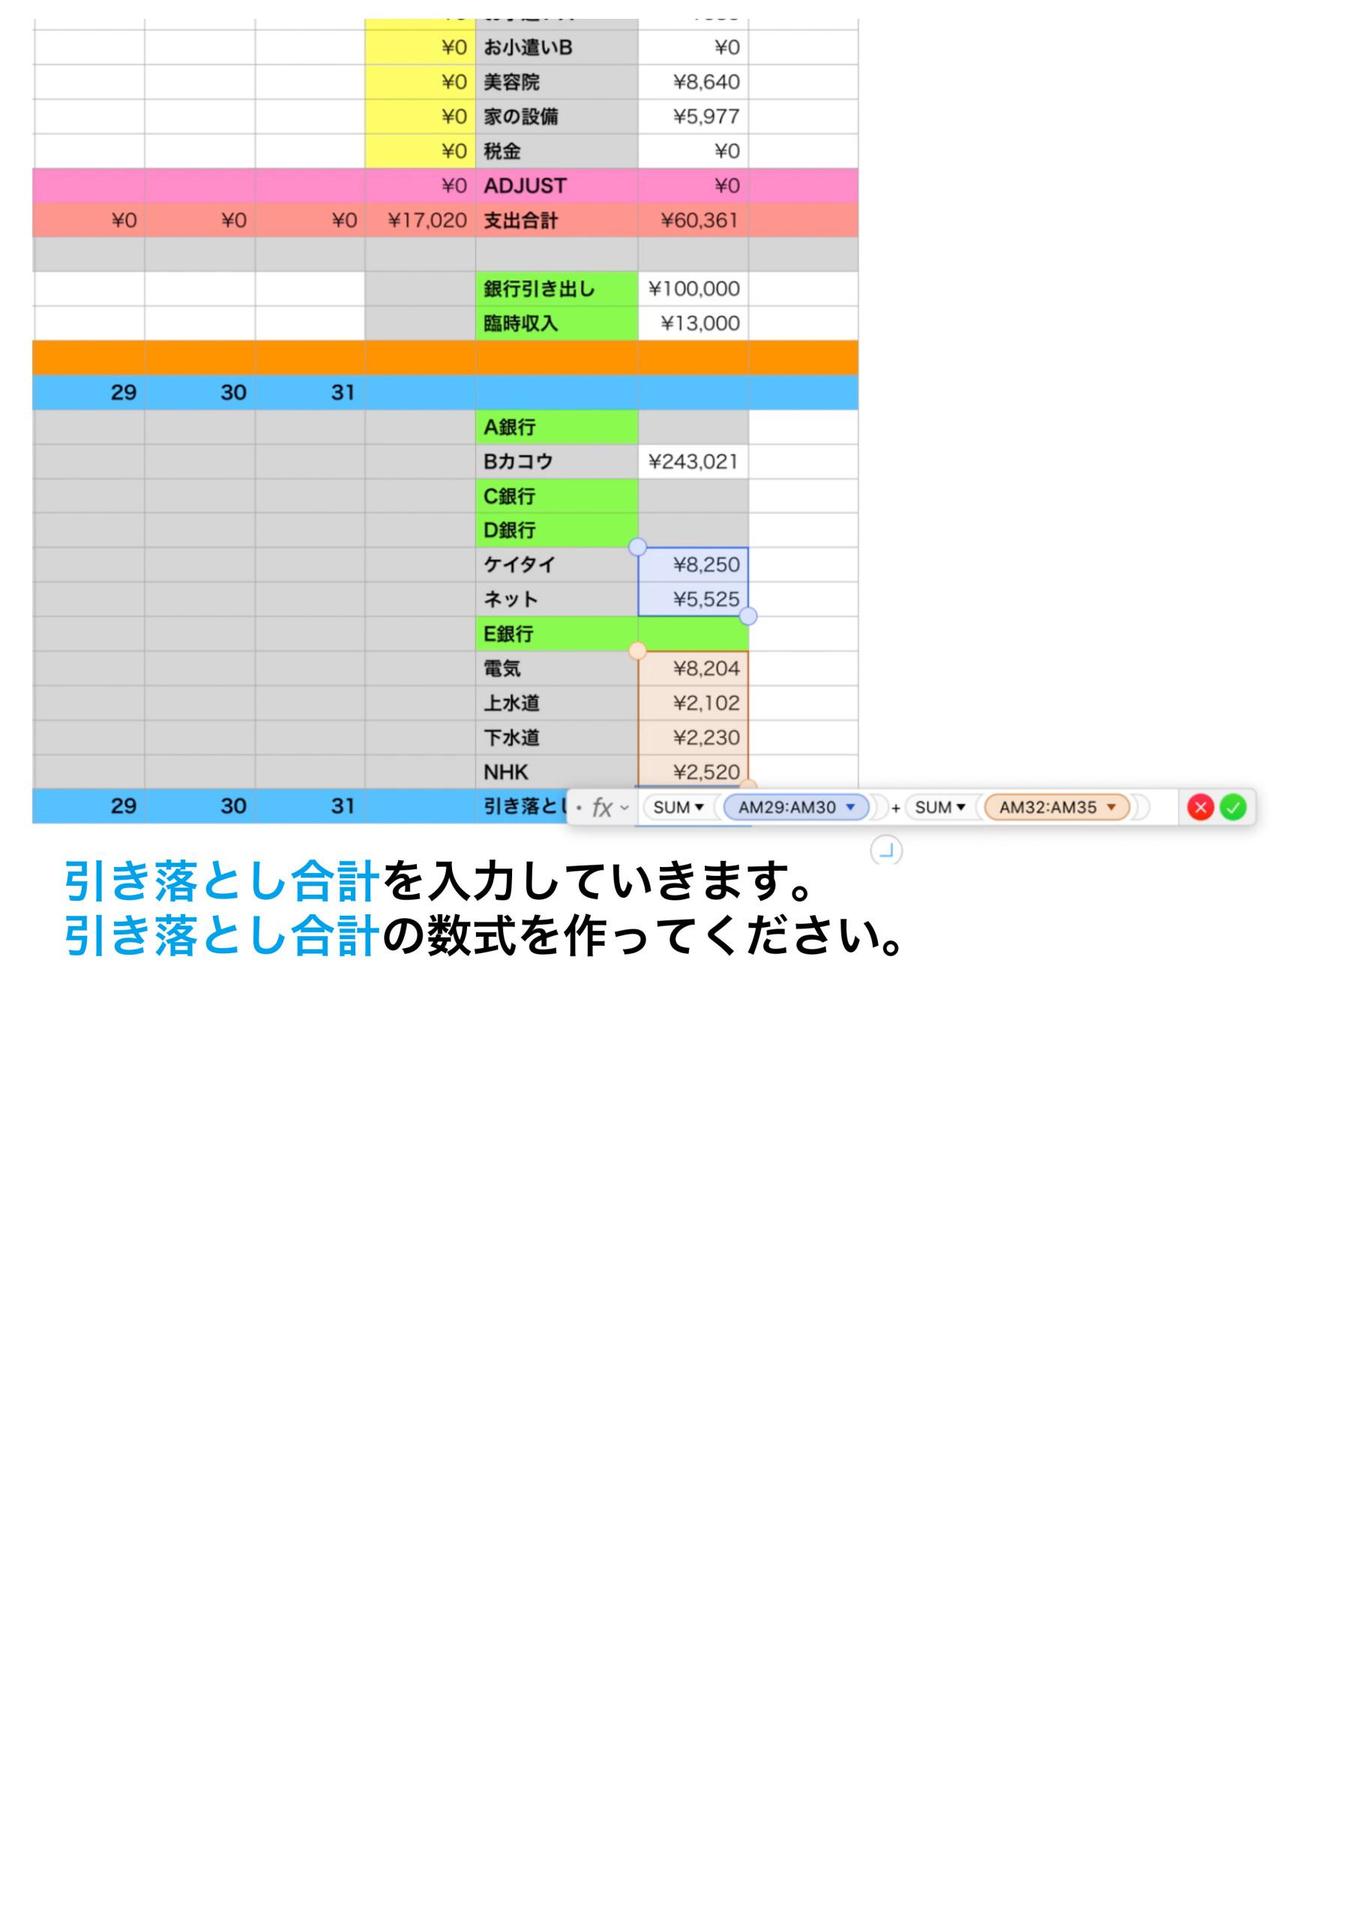 ¥0 お小遣いB ¥0
¥0 美容院 ¥8,640
¥0 家の設備 ¥5,977
¥0 税金 ¥0
¥0 ADJUST ¥0
¥0 ¥0 ¥0 ¥17,020 支出合計 ¥60,361
銀行引き出し ¥100,000
臨時収入 ¥13,000
29 30 31
A銀行
Bカコウ ¥243,021
C銀行
D銀行
ケイタイ ¥8,250
ネット ¥5,525
E銀行
電気 ¥8,204
上水道 ¥2,102
下水道 ¥2,230
NHK ¥2,520
29 30 31 引き落とし fx SUM AM29:AM30 + SUM AM32:AM35
引き落とし合計を入力していきます。
引き落とし合計の数式を作ってください。